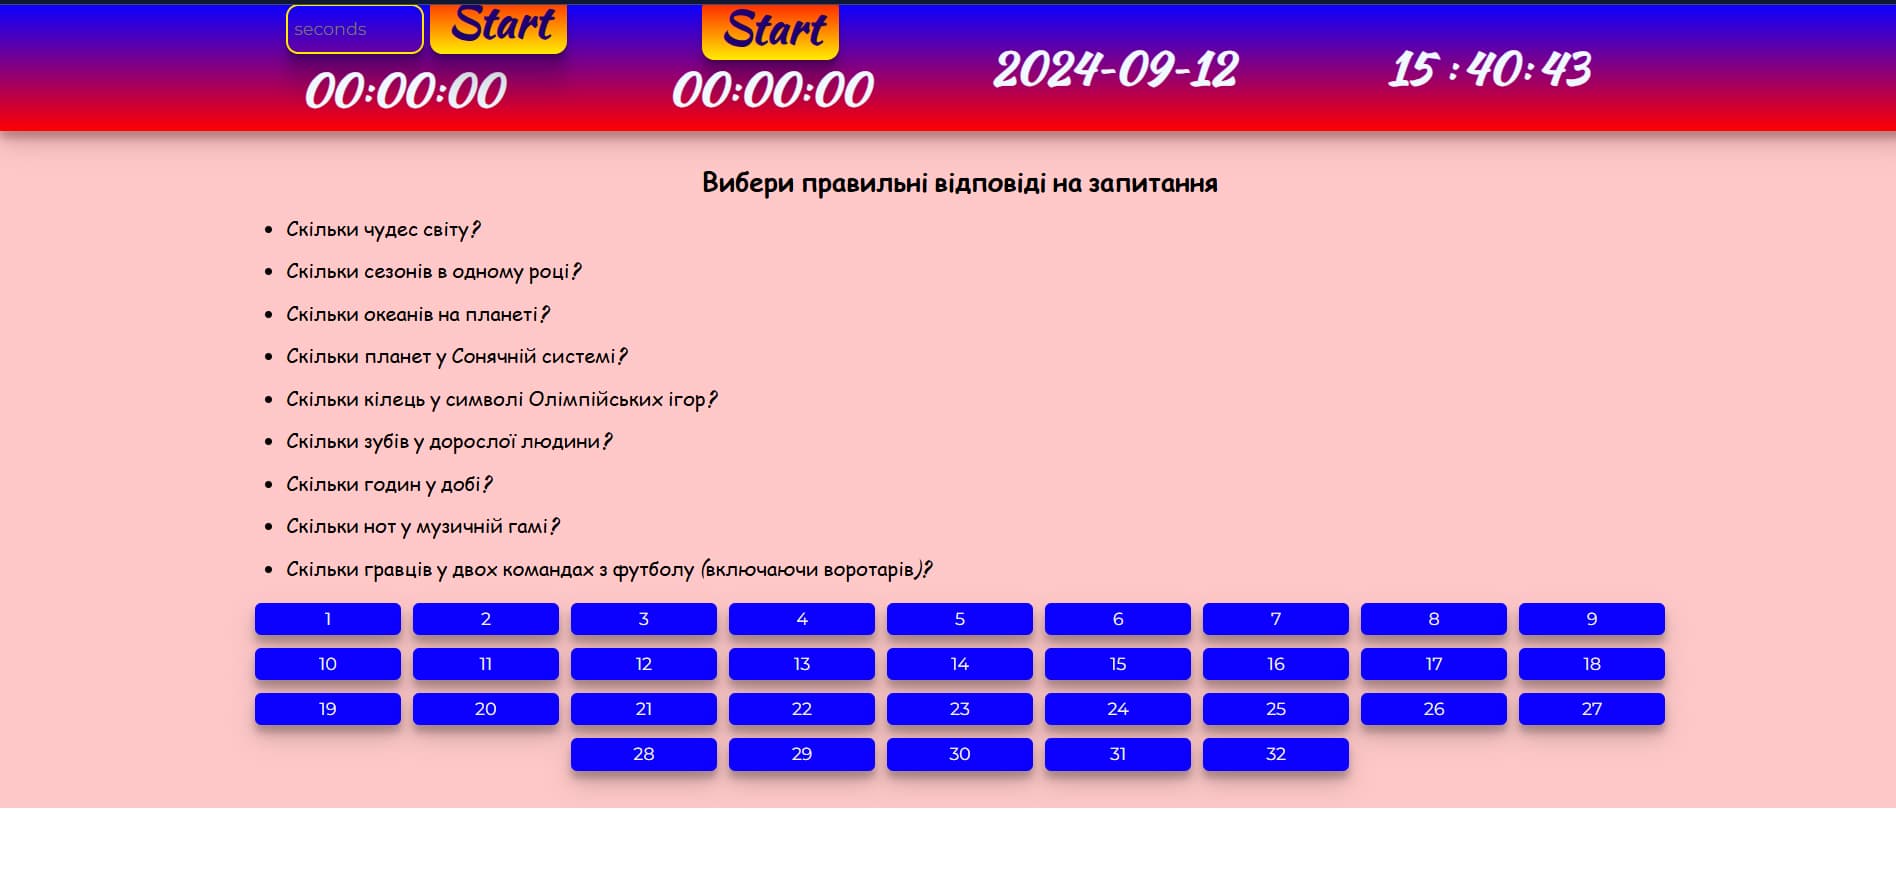 seconds Start Start
00:00:00 00:00:00 2024-09-12 15 : 40: 43
Вибери правильні відповіді на запитання
• Скільки чудес світу?
• Скільки сезонів в одному році?
• Скільки океанів на планеті?
• Скільки планет у Сонячній системі?
• Скільки кілець у символі Олімпійських ігор?
• Скільки зубів у дорослої людини?
• Скільки годин у добі?
• Скільки нот у музичній гамі?
• Скільки гравців у двох командах з футболу (включаючи воротарів)?
1 2 3 4 5 6 7 8 9
10 11 12 13 14 15 16 17 18
19 20 21 22 23 24 25 26 27
28 29 30 31 32